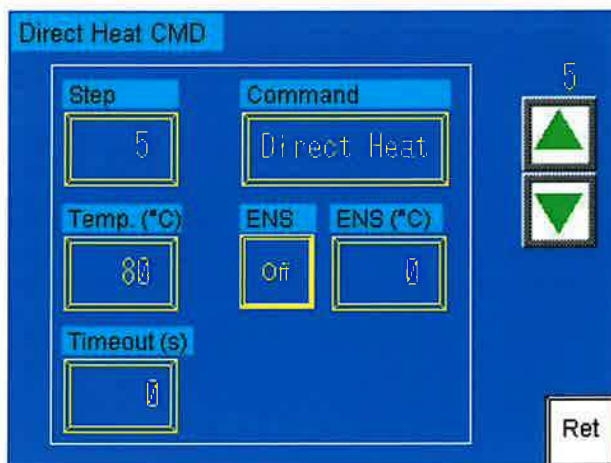 Direct Heat CMD
5
Step Command
5 Direct Heat
Temp. (°C) ENS ENS (°C)
80 Off 0
Timeout (s)
0
Ret